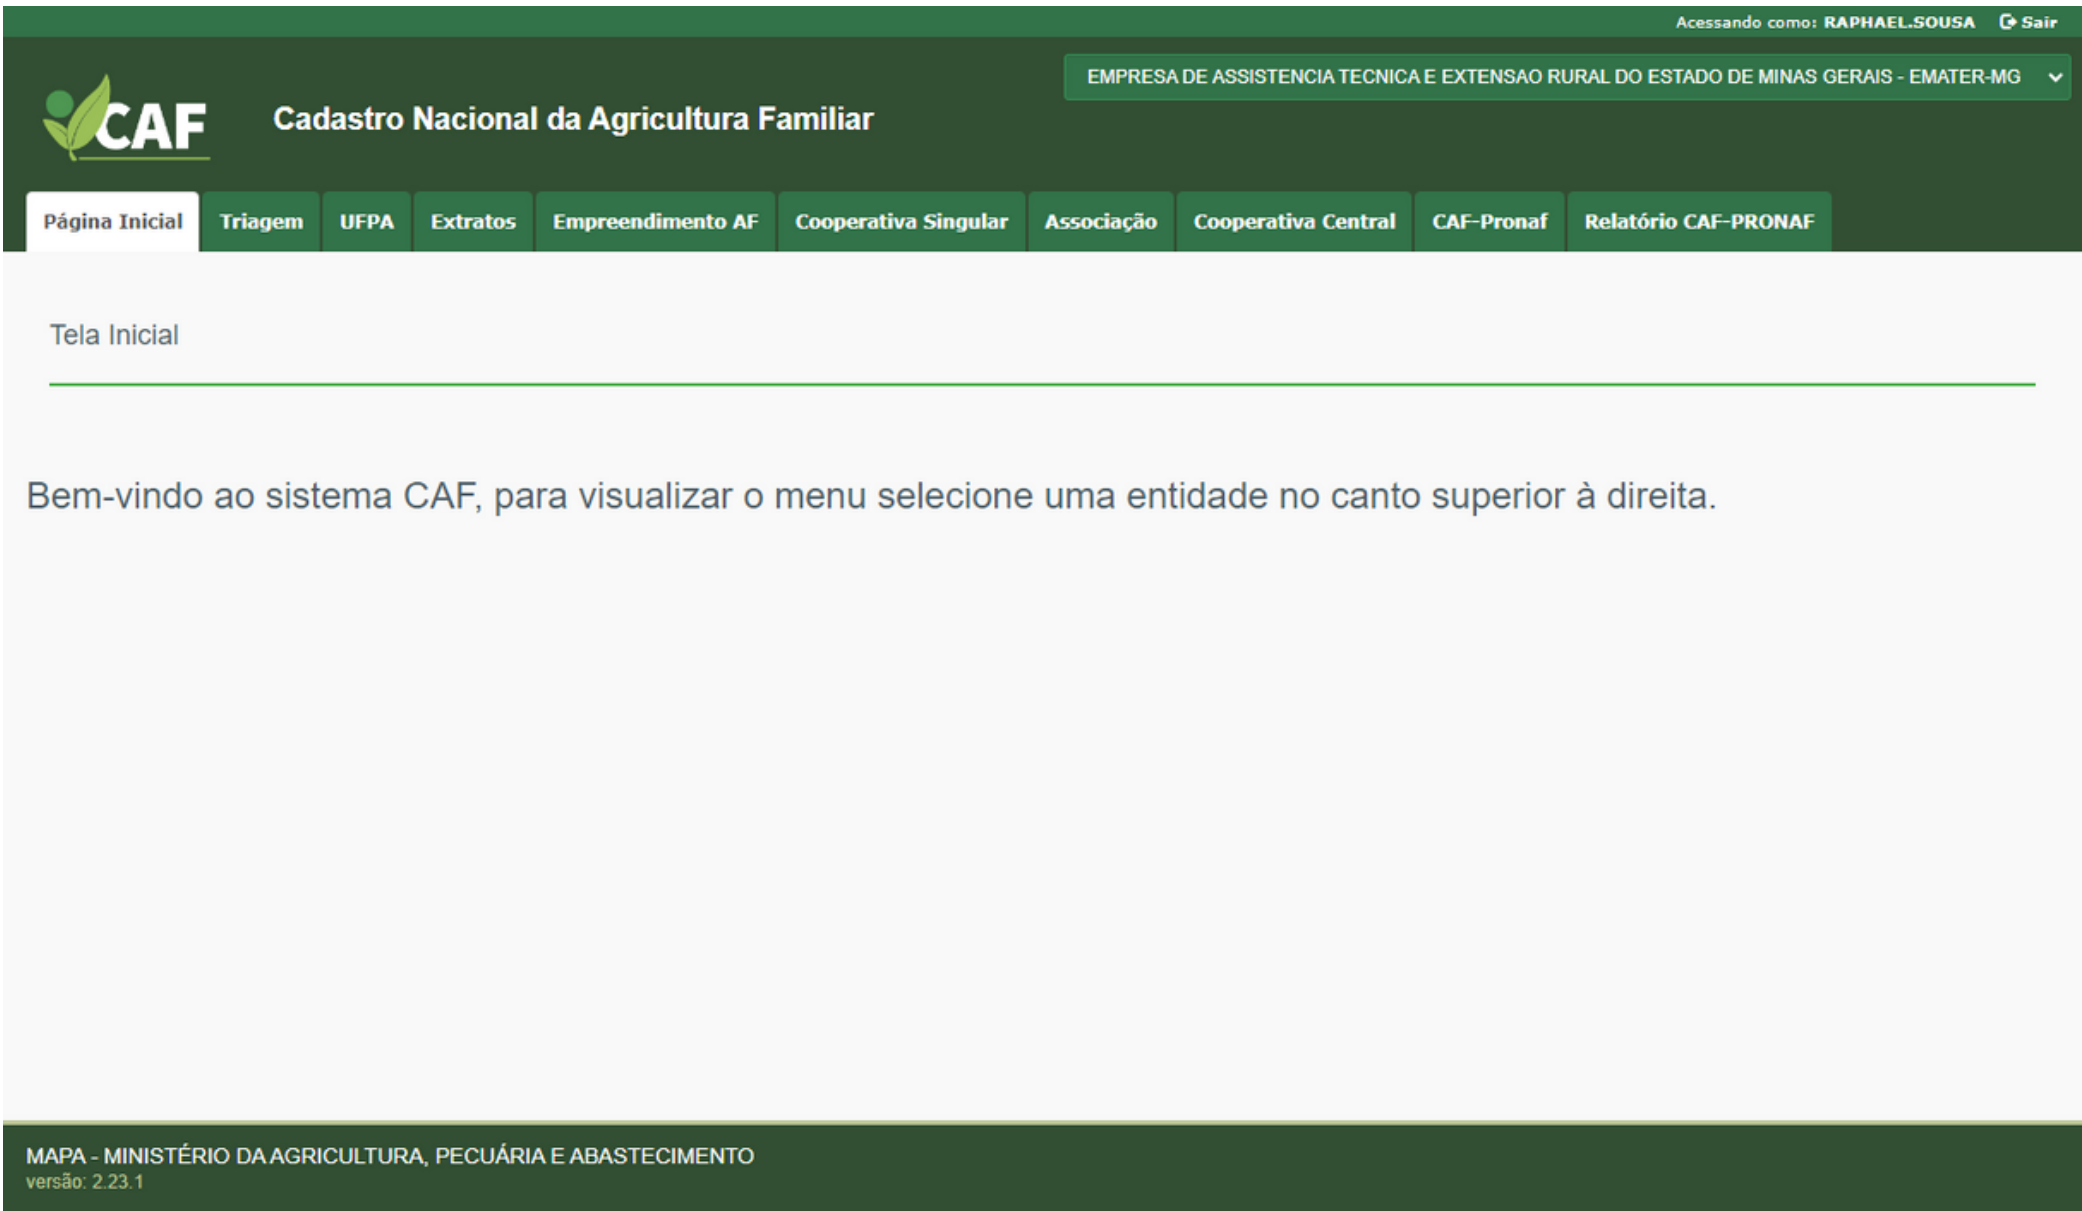 Acessando como: RAPHAEL.SOUSA Sair
EMPRESA DE ASSISTENCIA TECNICA E EXTENSAO RURAL DO ESTADO DE MINAS GERAIS - EMATER-MG
CAF
Cadastro Nacional da Agricultura Familiar
Página Inicial Triagem UFPA Extratos Empreendimento AF Cooperativa Singular Associação Cooperativa Central CAF-Pronaf Relatório CAF-PRONAF
Tela Inicial
Bem-vindo ao sistema CAF, para visualizar o menu selecione uma entidade no canto superior à direita.
MAPA - MINISTÉRIO DA AGRICULTURA, PECUÁRIA E ABASTECIMENTO
versão: 2.23.1